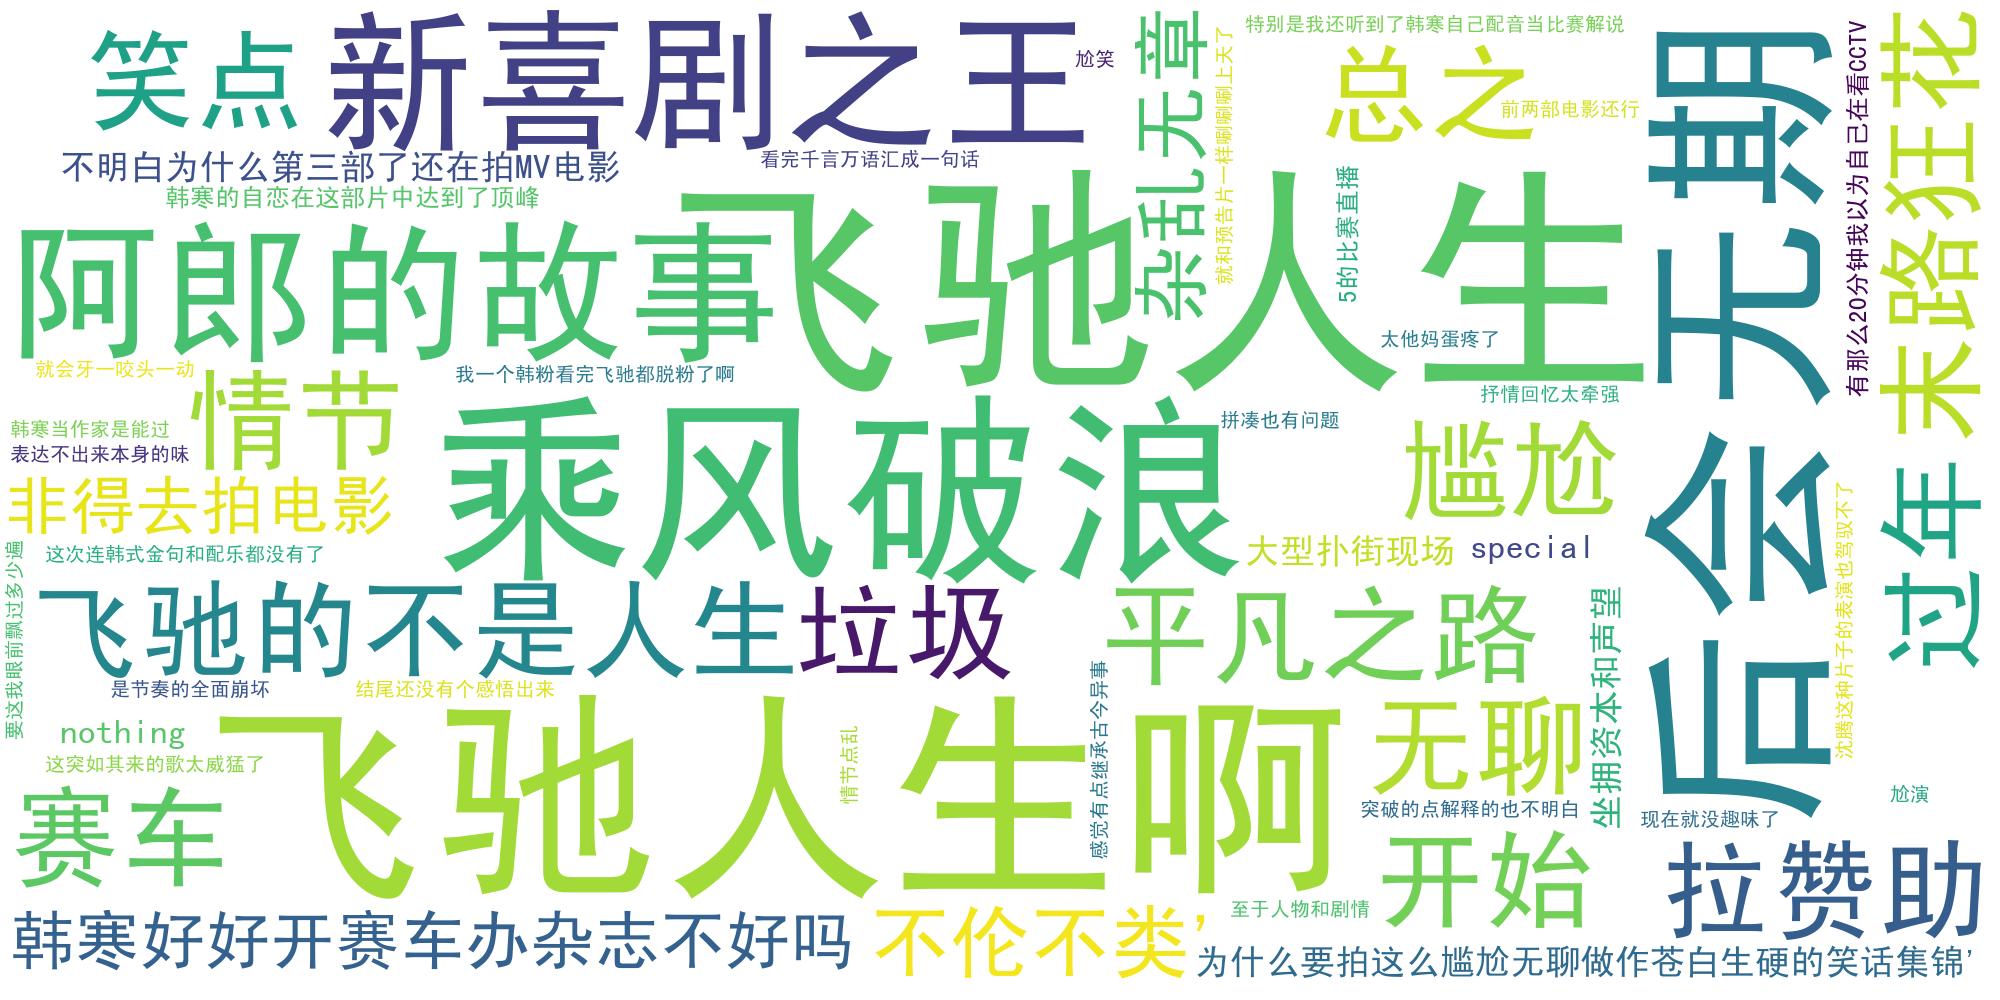 特别是我还听到了韩寒自己配音当比赛解说
笑点
新喜剧之王
尬笑
杂乱无章
就和预告片一样唰唰唰上天了
总之
前两部电影还行
后会无期
有那么20分钟我以为自己在看CCTV
末路狂花
不明白为什么第三部了还在拍MV电影
看完千言万语汇成一句话
韩寒的自恋在这部片中达到了顶峰
阿郎的故事
飞驰人生
5的比赛直播
太他妈蛋疼了
就会牙一咬头一动
我一个韩粉看完飞驰都脱粉了啊
抒情回忆太牵强
情节
韩寒当作家是能过
表达不出来本身的味
乘风破浪
拼凑也有问题
尴尬
非得去拍电影
过年
沈腾这种片子的表演也驾驭不了
这次连韩式金句和配乐都没有了
大型扑街现场
special
要这我眼前飘过多少遍
飞驰的不是人生
垃圾
平凡之路
坐拥资本和声望
是节奏的全面崩坏
结尾还没有个感悟出来
感觉有点继承古今异事
nothing
飞驰人生啊
情节点乱
无聊
这突如其来的歌太威猛了
赛车
突破的点解释的也不明白
现在就没趣味了
尬演
开始
拉赞助
韩寒好好开赛车办杂志不好吗
不伦不类'
至于人物和剧情
为什么要拍这么尴尬无聊做作苍白生硬的笑话集锦'